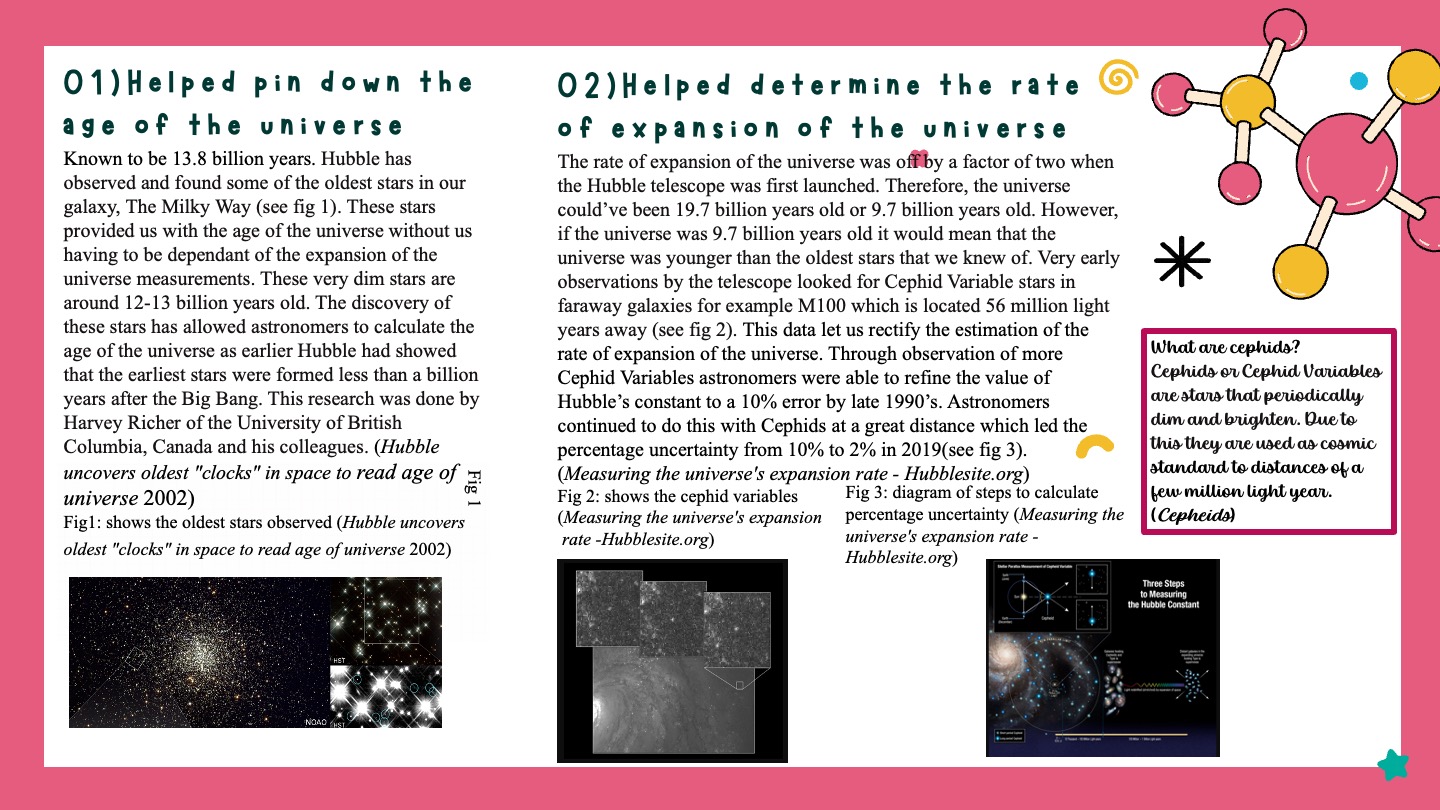 01)Helped pin down the
age of the universe
Known to be 13.8 billion years. Hubble has
observed and found some of the oldest stars in our
galaxy, The Milky Way (see fig 1). These stars
provided us with the age of the universe without us
having to be dependant of the expansion of the
universe measurements. These very dim stars are
around 12-13 billion years old. The discovery of
these stars has allowed astronomers to calculate the
age of the universe as earlier Hubble had showed
that the earliest stars were formed less than a billion
years after the Big Bang. This research was done by
Harvey Richer of the University of British
Columbia, Canada and his colleagues. (Hubble
uncovers oldest "clocks" in space to read age of
universe 2002)
Fig 1
Fig1: shows the oldest stars observed (Hubble uncovers
oldest "clocks" in space to read age of universe 2002)
NOAO
HST
HST
02)Helped determine the rate
of expansion of the universe
The rate of expansion of the universe was off by a factor of two when
the Hubble telescope was first launched. Therefore, the universe
could’ve been 19.7 billion years old or 9.7 billion years old. However,
if the universe was 9.7 billion years old it would mean that the
universe was younger than the oldest stars that we knew of. Very early
observations by the telescope looked for Cephid Variable stars in
faraway galaxies for example M100 which is located 56 million light
years away (see fig 2). This data let us rectify the estimation of the
rate of expansion of the universe. Through observation of more
Cephid Variables astronomers were able to refine the value of
Hubble’s constant to a 10% error by late 1990’s. Astronomers
continued to do this with Cephids at a great distance which led the
percentage uncertainty from 10% to 2% in 2019(see fig 3).
(Measuring the universe's expansion rate - Hubblesite.org)
Fig 2: shows the cephid variables
(Measuring the universe's expansion
rate -Hubblesite.org)
Fig 3: diagram of steps to calculate
percentage uncertainty (Measuring the
universe's expansion rate -
Hubblesite.org)
Three Steps
to Measuring
the Hubble Constant
What are cephids?
Cephids or Cephid Variables
are stars that periodically
dim and brighten. Due to
this they are used as cosmic
standard to distances of a
few million light year.
(Cepheids)